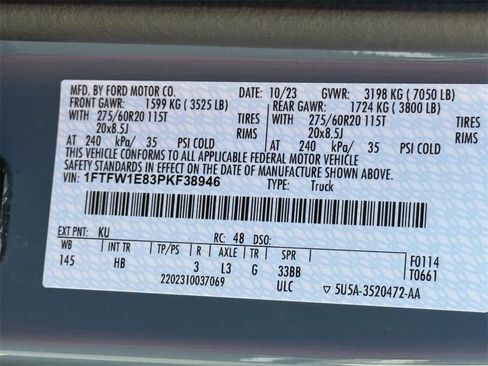 MFD. BY FORD MOTOR CO.
DATE: 10/23 GVWR: 3198 KG ( 7050 LB)
FRONT GAWR: 1599 KG ( 3525 LB) REAR GAWR: 1724 KG ( 3800 LB)
WITH 275/60R20 115T TIRES WITH 275/60R20 115T TIRES
20x8.5J RIMS 20x8.5J RIMS
AT 240 kPa/ 35 PSI COLD AT 240 kPa/ 35 PSI COLD
THIS VEHICLE CONFORMS TO ALL APPLICABLE FEDERAL MOTOR VEHICLE
SAFETY STANDARDS IN EFFECT ON THE DATE OF MANUFACTURE SHOWN ABOVE.
VIN: 1FTFW1E83PKF38946
TYPE: Truck
EXT PNT: KU RC: 48 DSO:
WB INT TR TP/PS R AXLE TR SPR
145 HB 3 L3 G 33BB
F0114
T0661
2202310037069 ULC
▽ 5U5A-3520472-AA